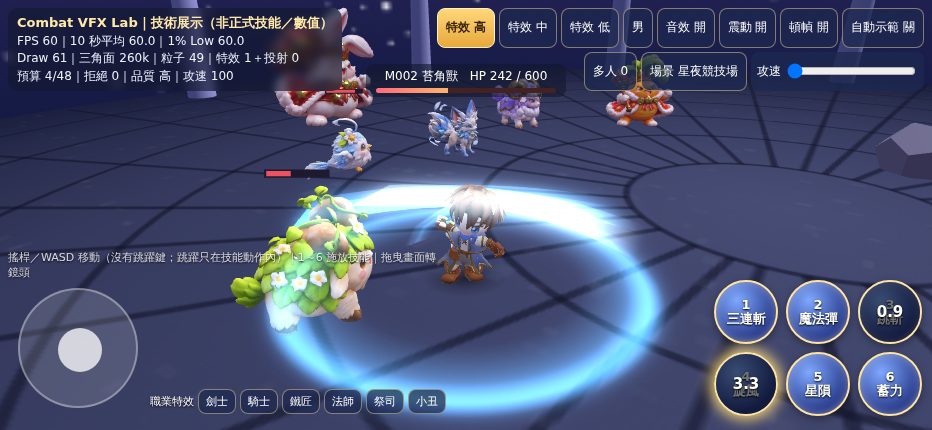 Combat VFX Lab｜技術展示（非正式技能／數值）
FPS 60｜10 秒平均 60.0｜1% Low 60.0
Draw 61｜三角面 260k｜粒子 49｜特效 1＋投射 0
預算 4/48｜拒絕 0｜品質 高｜攻速 100
特效 高
特效 中
特效 低
男
音效 開
震動 開
頓幀 開
自動示範 關
多人 0
場景 星夜競技場
攻速
M002 苔角獸 HP 242 / 600
搖桿／WASD 移動（沒有跳躍鍵；跳躍只在技能動作內）｜1–6 施放技能｜拖曳畫面轉
鏡頭
1
三連斬
2
魔法彈
3
跳斬
0.9
4
旋風
3.3
5
星隕
6
蓄力
職業特效
劍士
騎士
鐵匠
法師
祭司
小丑